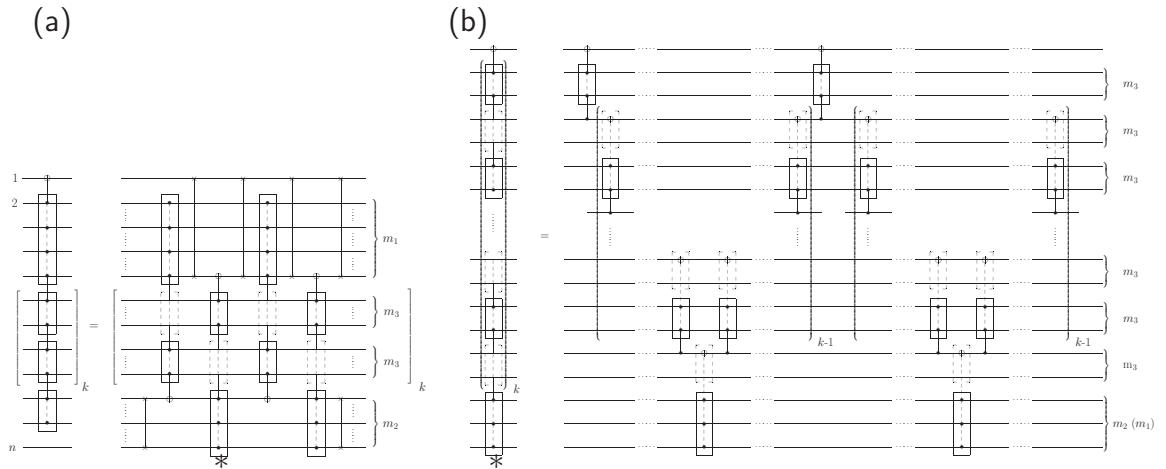 (a)
(b)
1
2
n
=
k
m₁
m₃
m₃
m₂
k
*
k
*
=
m₃
m₃
m₃
m₃
m₃
k-1
k-1
m₃
m₂ (m₁)